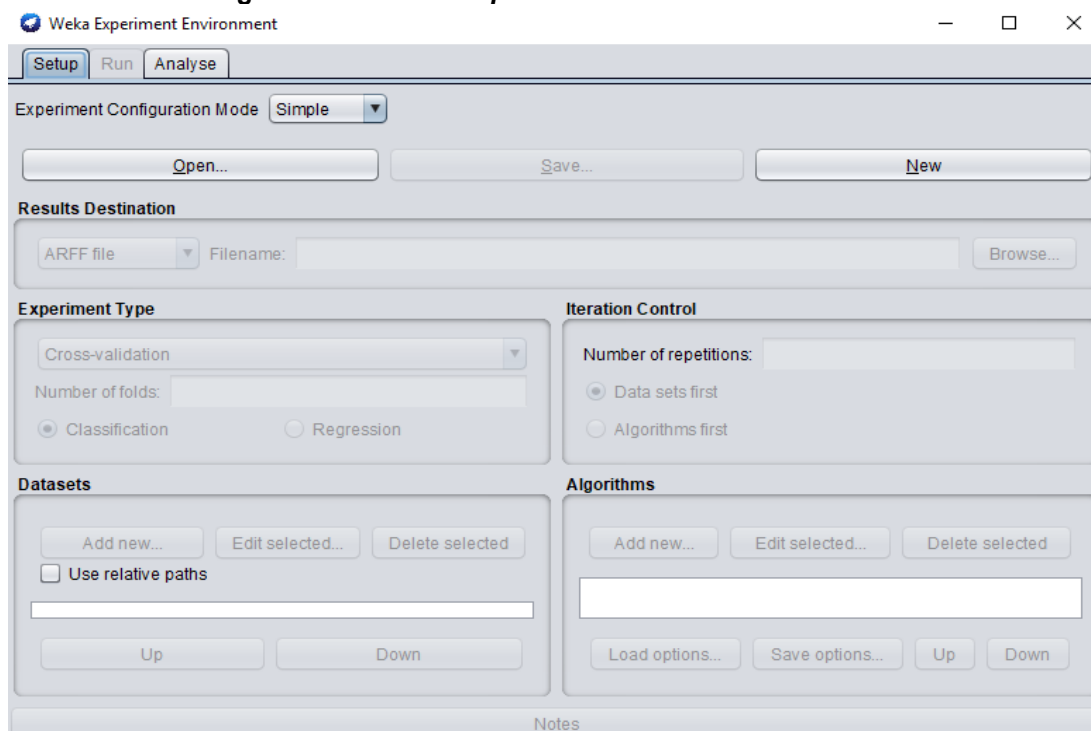 Weka Experiment Environment
Setup Run Analyse
Experiment Configuration Mode Simple
Open... Save... New
Results Destination
ARFF file Filename: Browse...
Experiment Type Iteration Control
Cross-validation Number of repetitions:
Number of folds: Data sets first
Classification Regression Algorithms first
Datasets Algorithms
Add new... Edit selected... Delete selected Add new... Edit selected... Delete selected
Use relative paths
Up Down Load options... Save options... Up Down
Notes